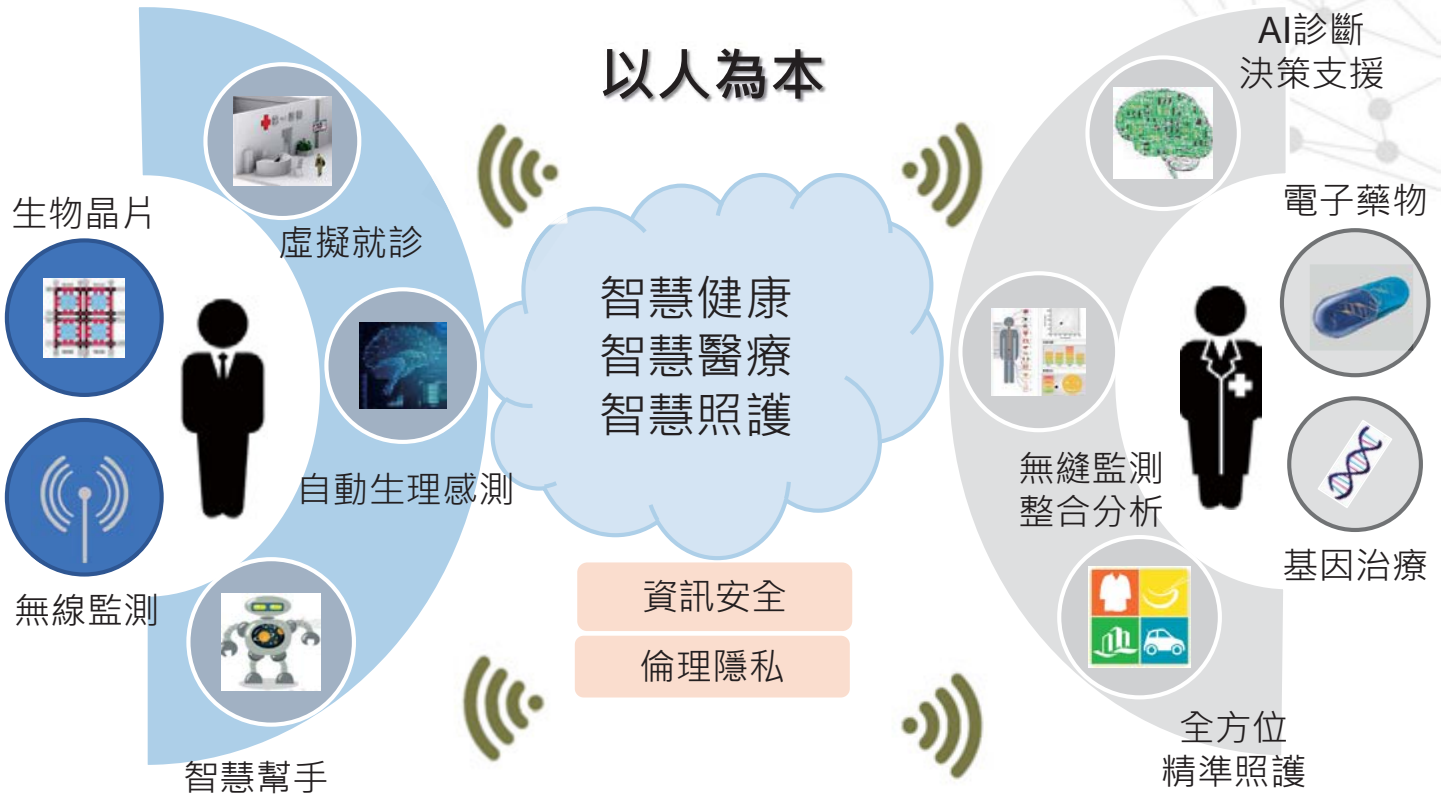 以人為本
AI診斷
決策支援
生物晶片
虛擬就診
電子藥物
智慧健康
智慧醫療
智慧照護
自動生理感測
無縫監測
整合分析
無線監測
基因治療
資訊安全
倫理隱私
智慧幫手
全方位
精準照護